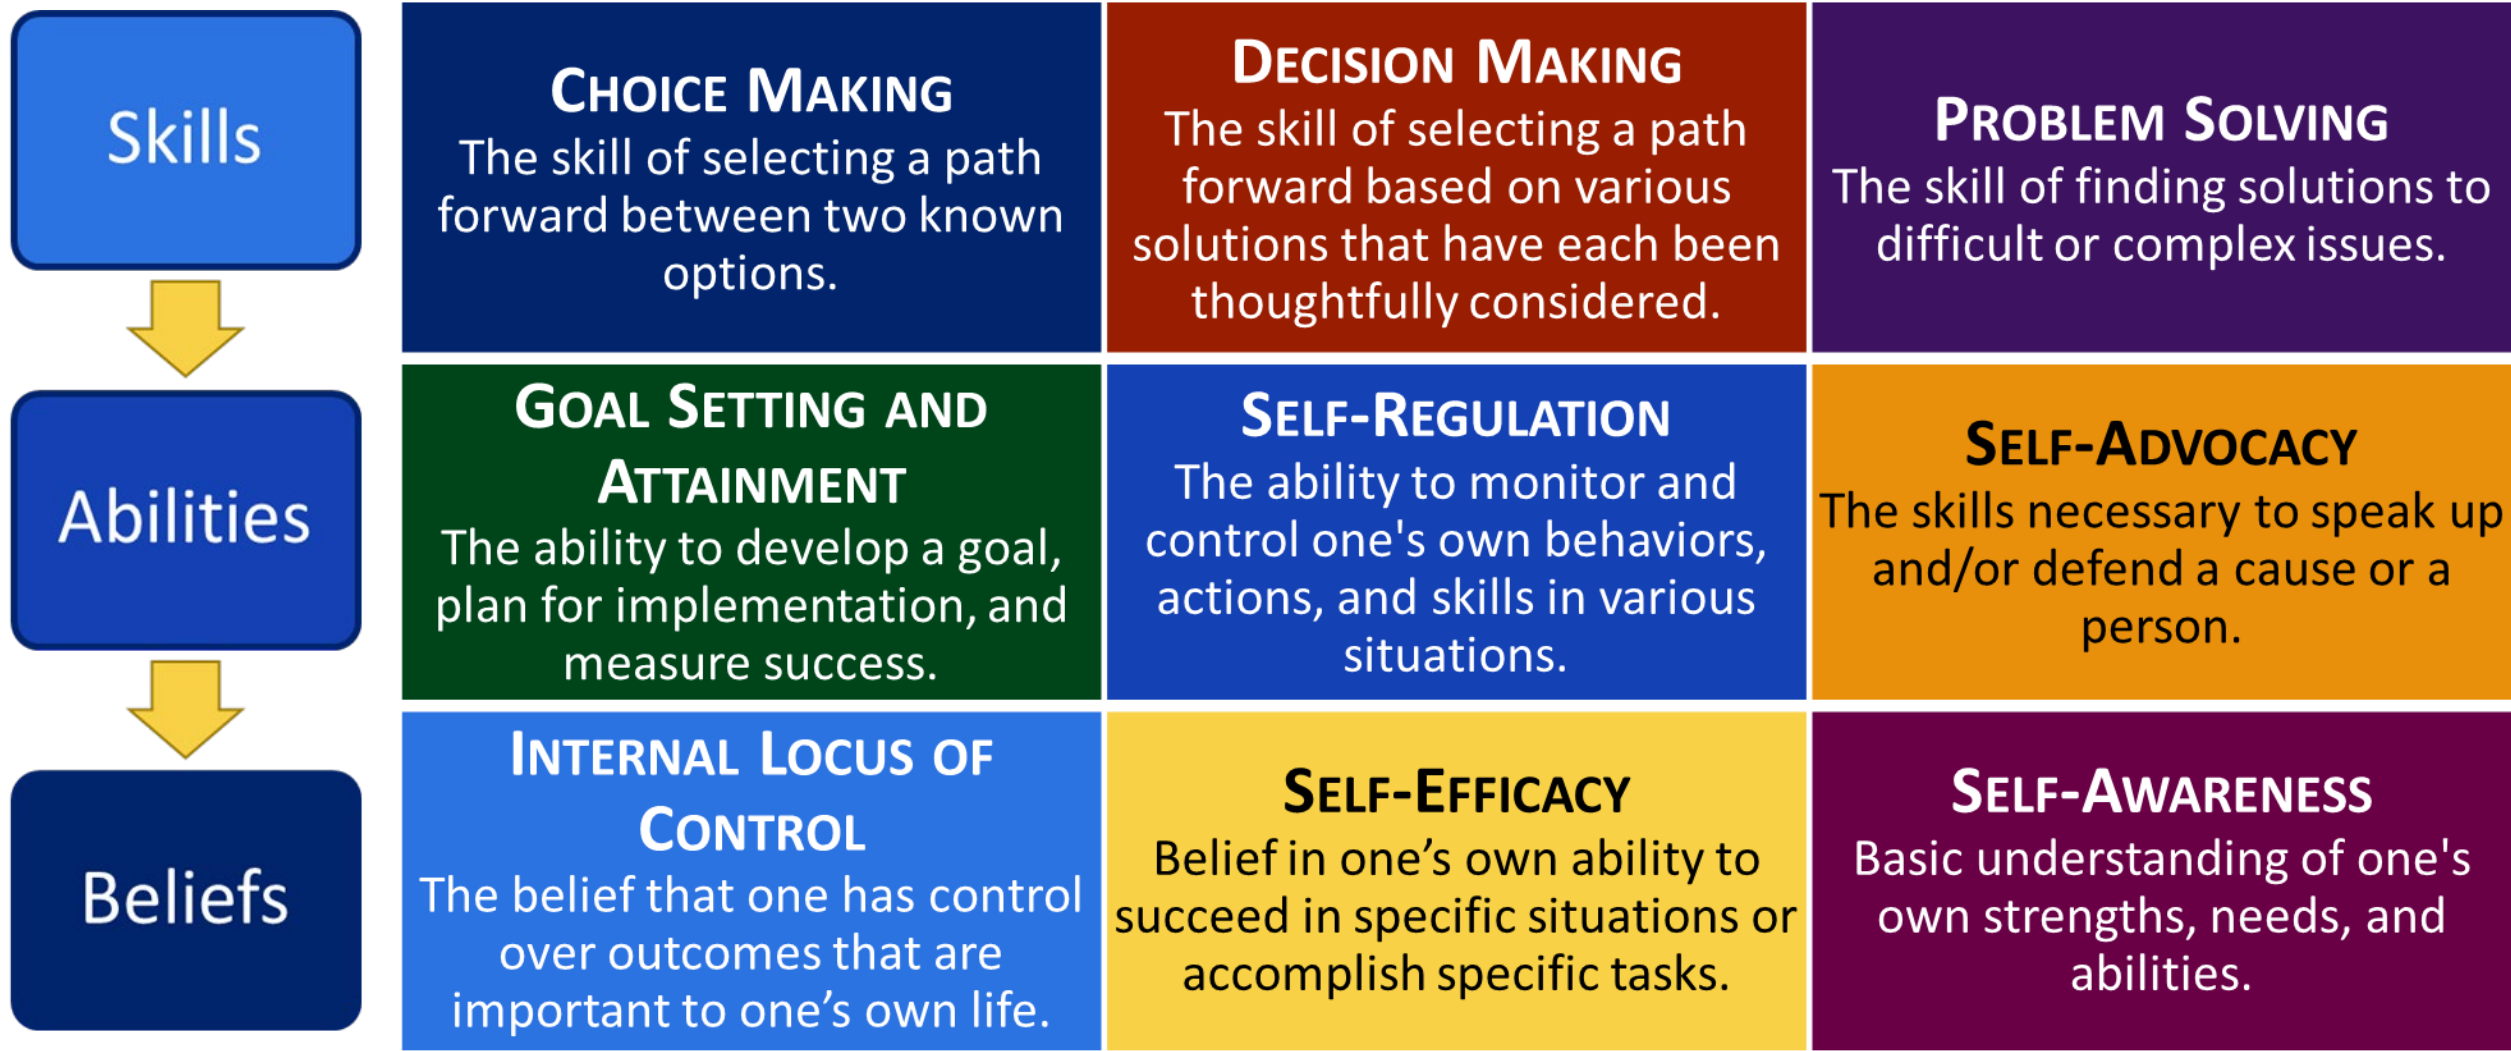 Skills
CHOICE MAKING
The skill of selecting a path
forward between two known
options.
DECISION MAKING
The skill of selecting a path
forward based on various
solutions that have each been
thoughtfully considered.
PROBLEM SOLVING
The skill of finding solutions to
difficult or complex issues.
Abilities
GOAL SETTING AND
ATTAINMENT
The ability to develop a goal,
plan for implementation, and
measure success.
SELF-REGULATION
The ability to monitor and
control one's own behaviors,
actions, and skills in various
situations.
SELF-ADVOCACY
The skills necessary to speak up
and/or defend a cause or a
person.
Beliefs
INTERNAL LOCUS OF
CONTROL
The belief that one has control
over outcomes that are
important to one’s own life.
SELF-EFFICACY
Belief in one’s own ability to
succeed in specific situations or
accomplish specific tasks.
SELF-AWARENESS
Basic understanding of one's
own strengths, needs, and
abilities.